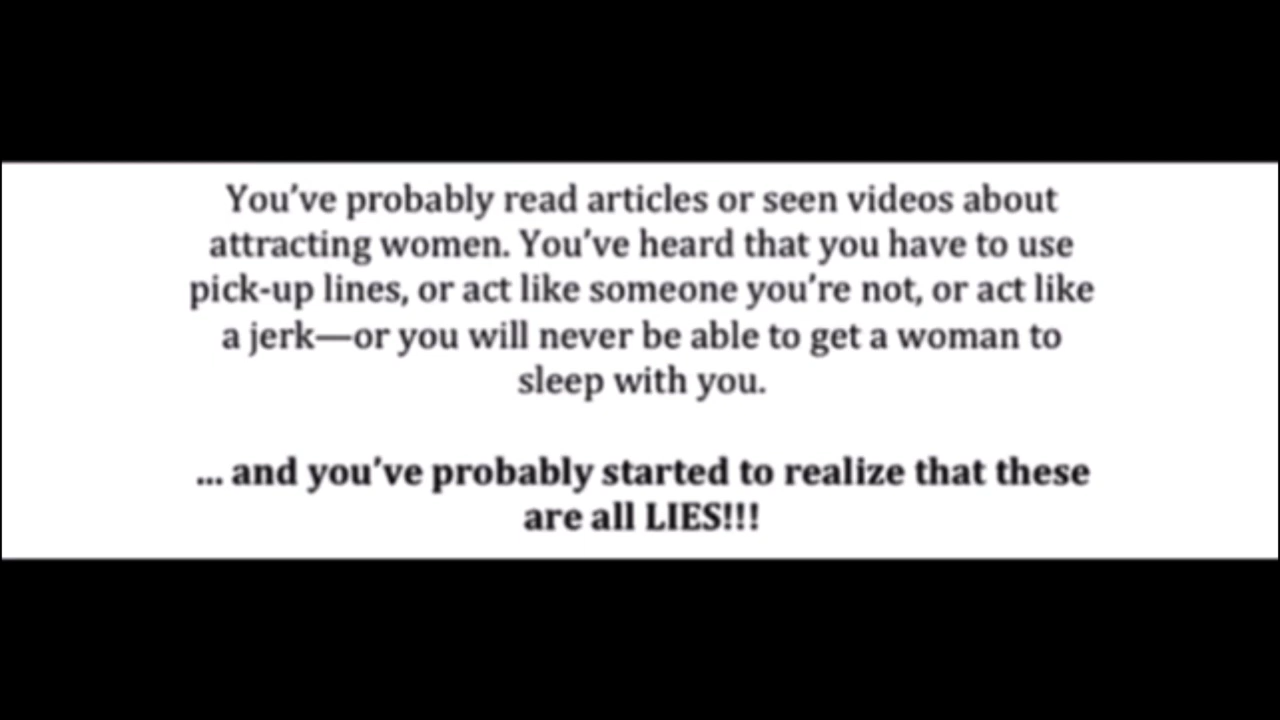 You’ve probably read articles or seen videos about
attracting women. You’ve heard that you have to use
pick-up lines, or act like someone you’re not, or act like
a jerk—or you will never be able to get a woman to
sleep with you.
... and you’ve probably started to realize that these
are all LIES!!!